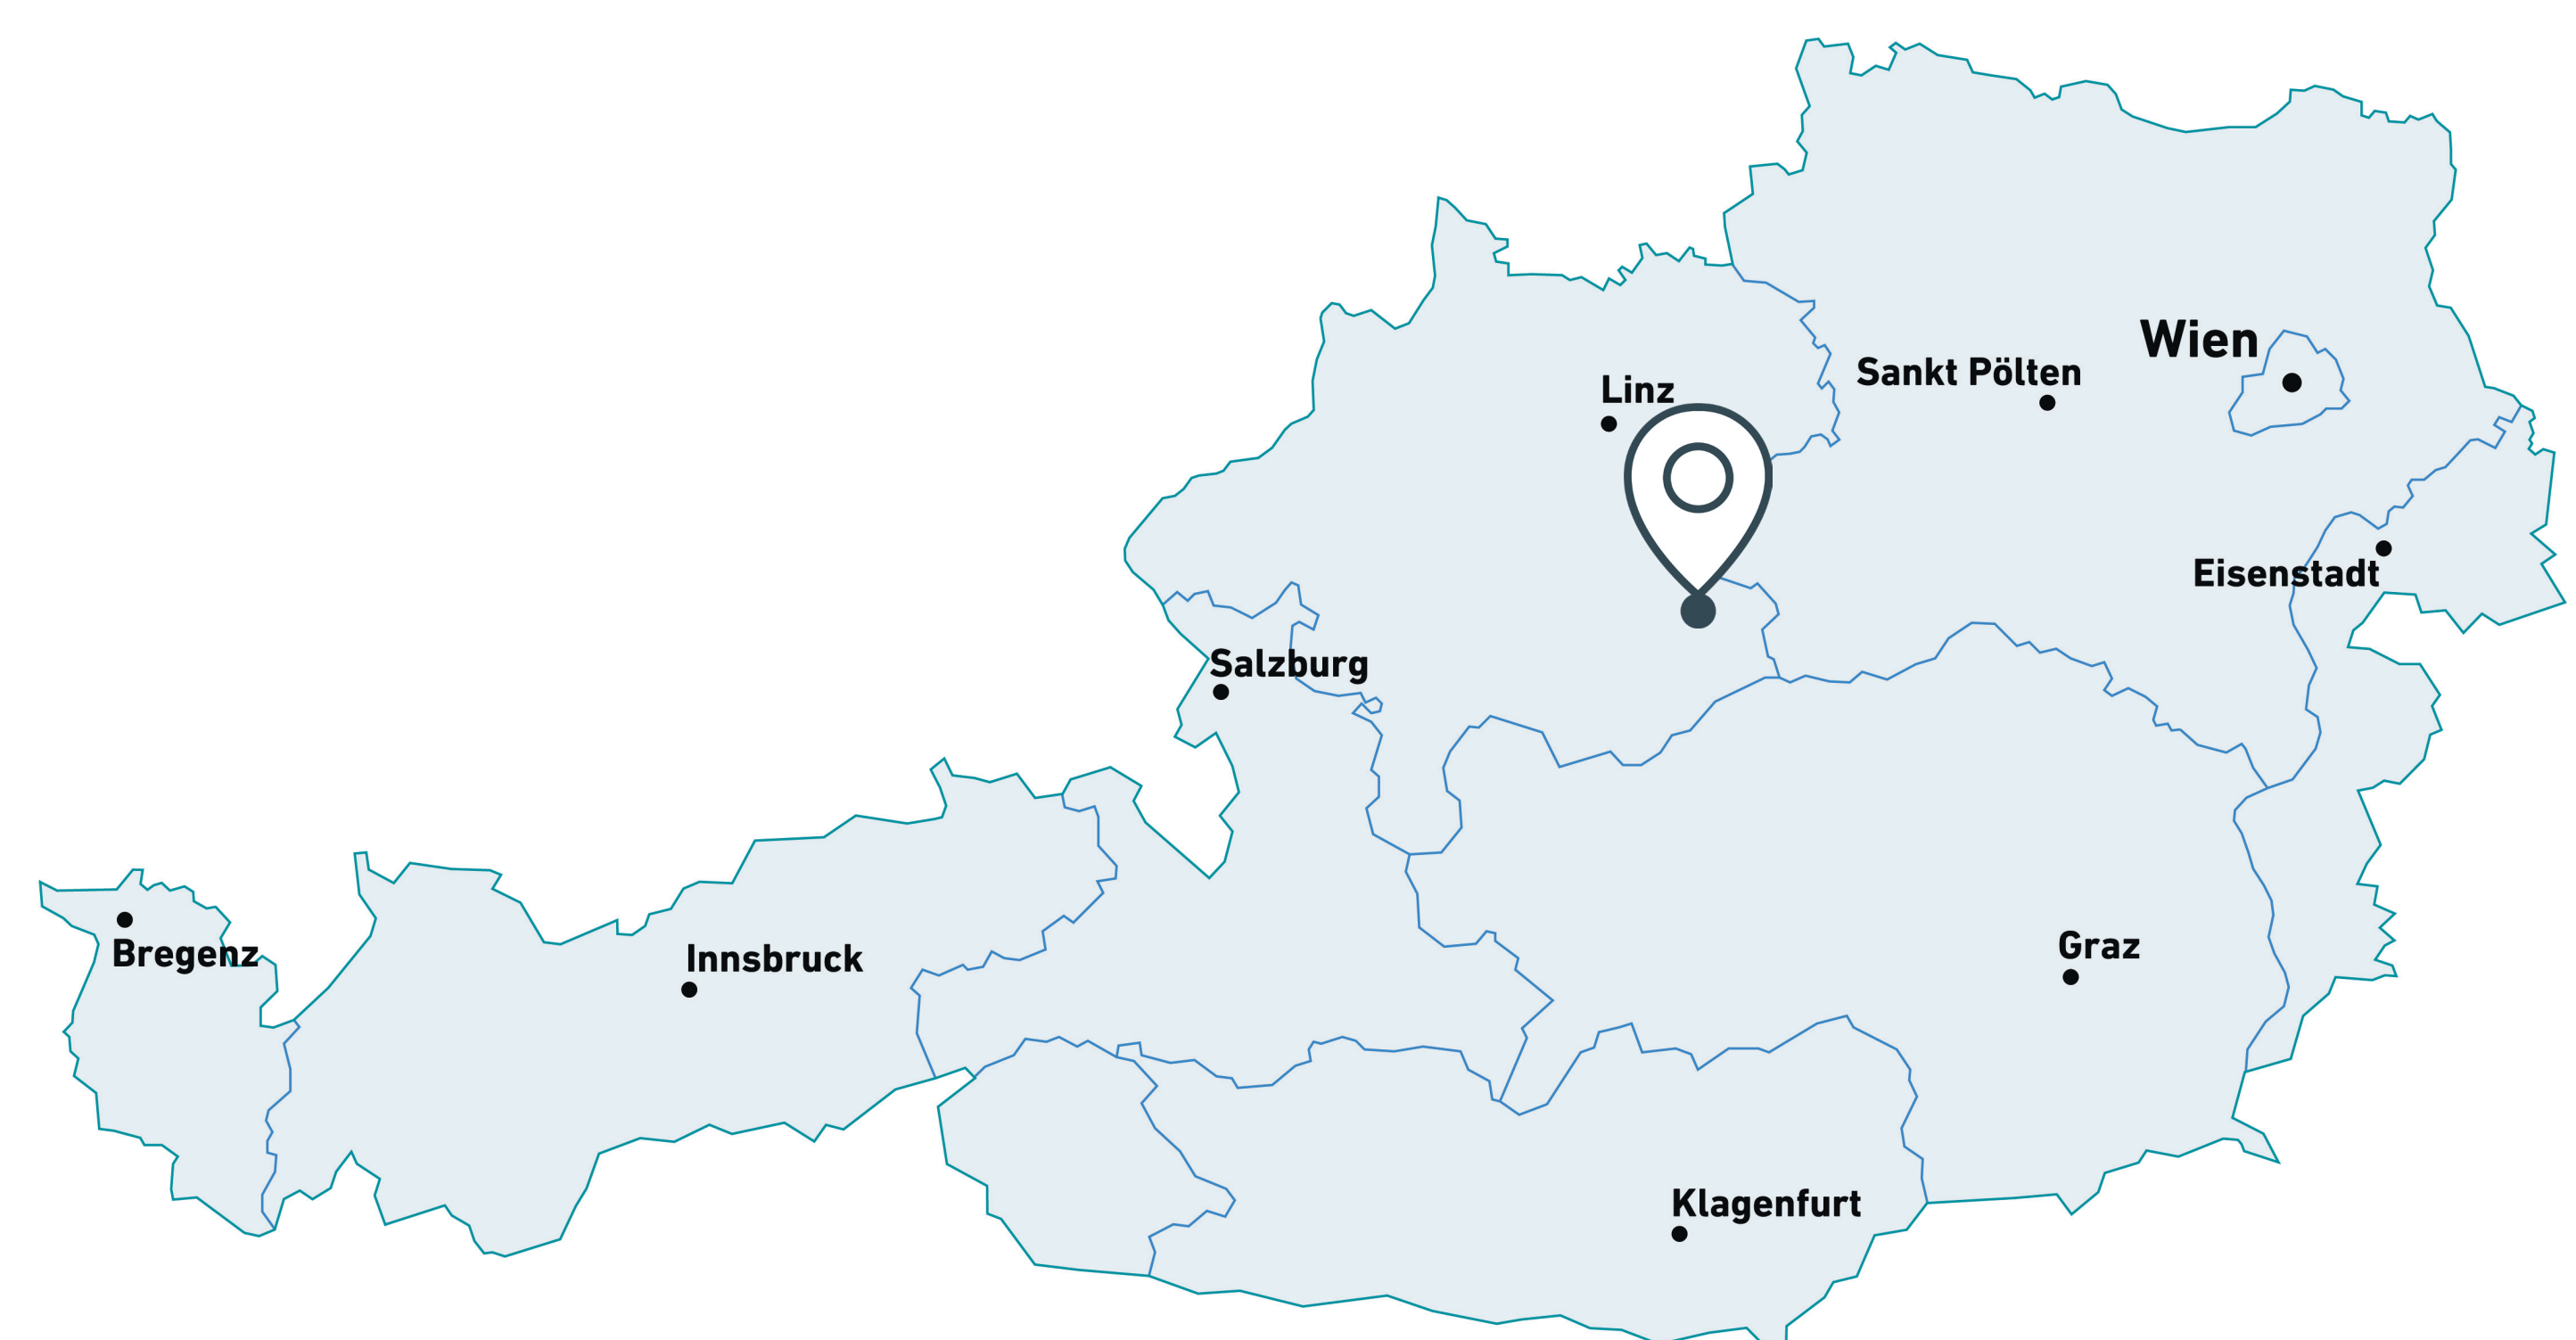 Wien
Sankt Pölten
Linz
Eisenstadt
Salzburg
Graz
Bregenz
Innsbruck
Klagenfurt